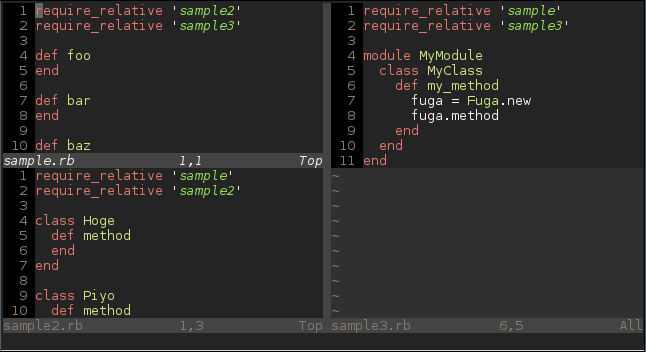 1 require_relative 'sample2'
2 require_relative 'sample3'
3
4 def foo
5 end
6
7 def bar
8 end
9
10 def baz
sample.rb 1,1 Top
1 require_relative 'sample'
2 require_relative 'sample2'
3
4 class Hoge
5 def method
6 end
7 end
8
9 class Piyo
10 def method
sample2.rb 1,3 Top
1 require_relative 'sample'
2 require_relative 'sample3'
3
4 module MyModule
5 class MyClass
6 def my_method
7 fuga = Fuga.new
8 fuga.method
9 end
10 end
11 end
~
~
~
~
~
~
~
~
~
~
sample3.rb 6,5 All